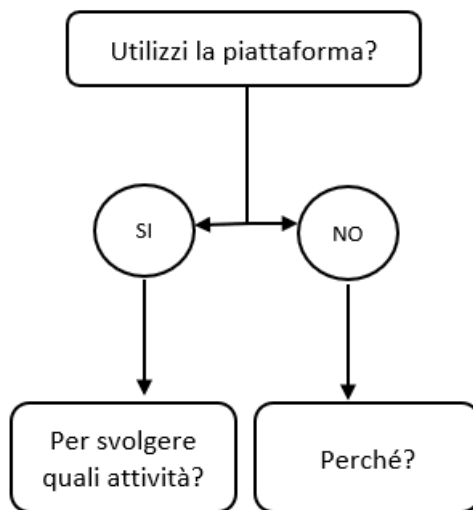 Utilizzi la piattaforma?
SI
NO
Per svolgere
quali attività?
Perché?